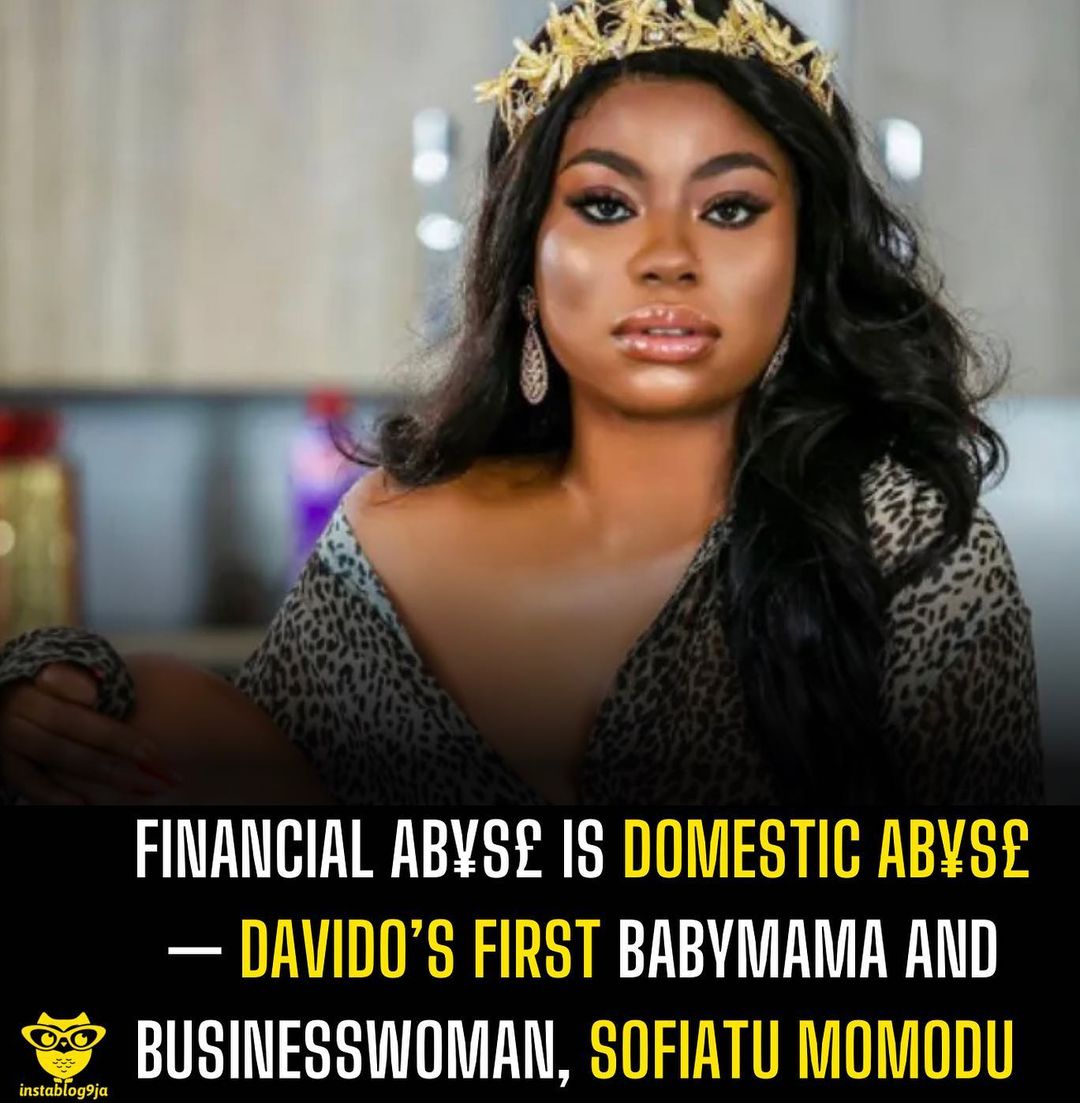 FINANCIAL AB¥S£ IS DOMESTIC AB¥S£
— DAVIDO’S FIRST BABYMAMA AND
BUSINESSWOMAN, SOFIATU MOMODU
instablog9ja